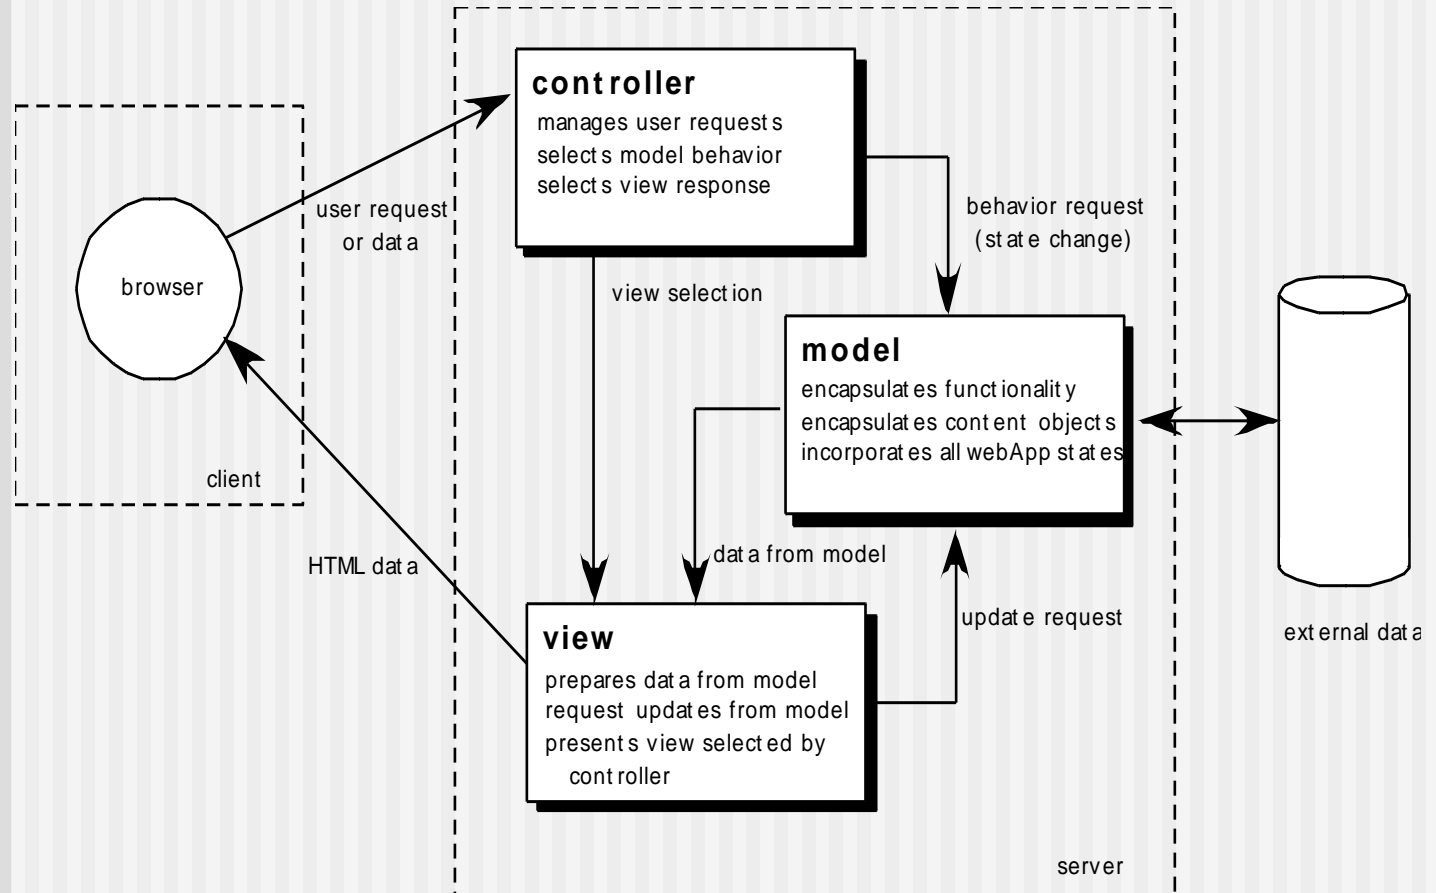 controller
manages user requests
selects model behavior
selects view response
user request
or data
behavior request
(state change)
browser
view selection
model
encapsulates functionality
encapsulates content objects
incorporates all webApp states
client
HTML data
data from model
update request
external data
view
prepares data from model
request updates from model
presents view selected by
controller
server